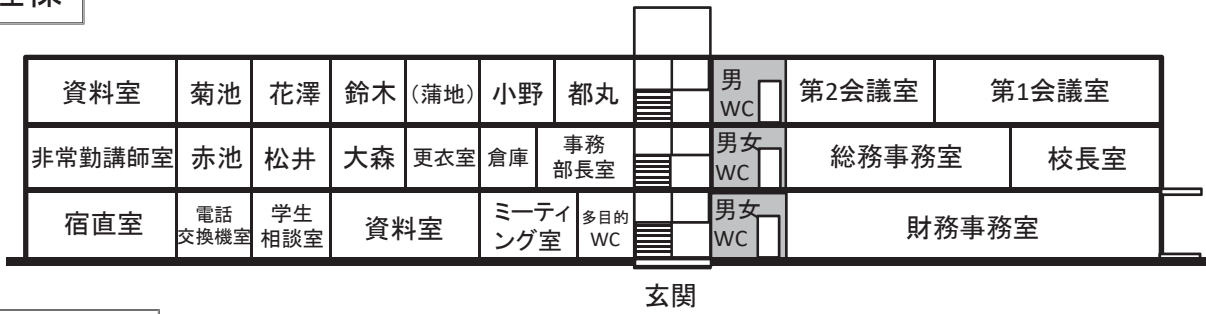 資料室 菊池 花澤 鈴木 (蒲地) 小野 都丸 男 WC 第2会議室 第1会議室
非常勤講師室 赤池 松井 大森 更衣室 倉庫 事務部長室 男女 WC 総務事務室 校長室
宿直室 電話交換機室 学生相談室 資料室 ミーティング室 多目的WC 男女 WC 財務事務室
玄関